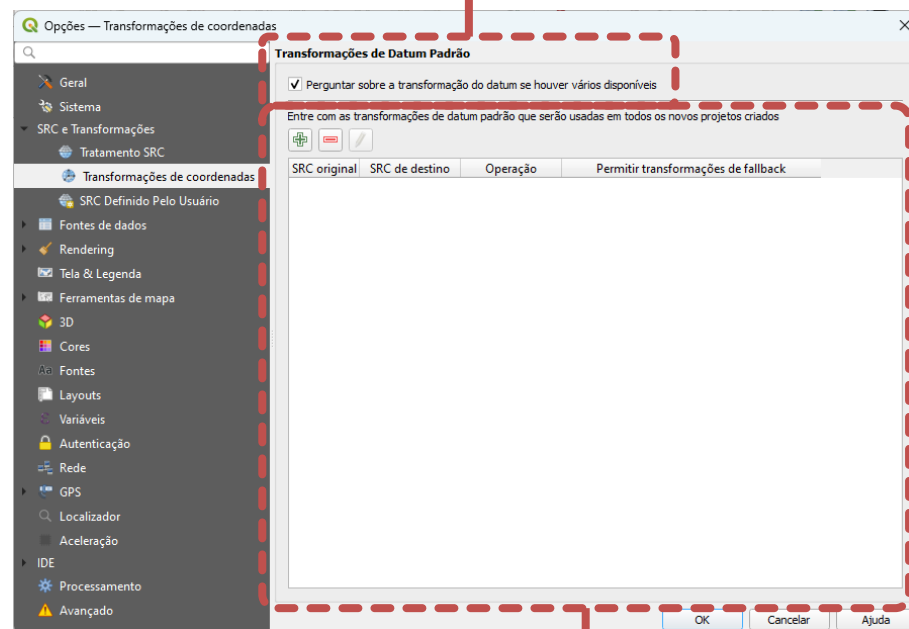 Opções — Transformações de coordenadas
Transformações de Datum Padrão
Geral
Sistema
SRC e Transformações
Tratamento SRC
Transformações de coordenadas
SRC Definido Pelo Usuário
Fontes de dados
Rendering
Tela & Legenda
Ferramentas de mapa
3D
Cores
Aa Fontes
Layouts
ε Variáveis
Autenticação
Rede
GPS
Localizador
Aceleração
IDE
Processamento
Avançado
Perguntar sobre a transformação do datum se houver vários disponíveis
Entre com as transformações de datum padrão que serão usadas em todos os novos projetos criados
SRC original SRC de destino Operação Permitir transformações de fallback
OK Cancelar Ajuda